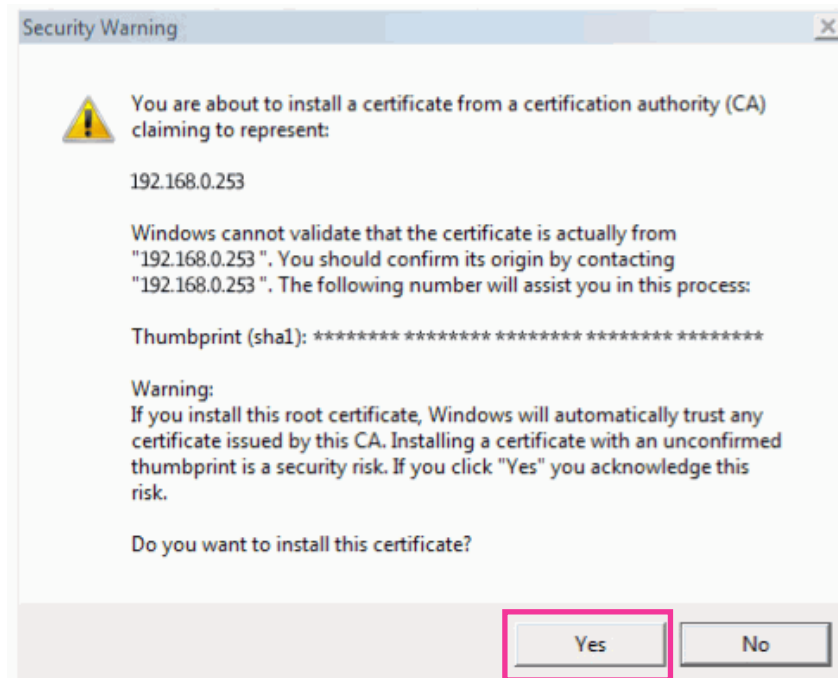 Security Warning
You are about to install a certificate from a certification authority (CA)
claiming to represent:
192.168.0.253
Windows cannot validate that the certificate is actually from
"192.168.0.253 ". You should confirm its origin by contacting
"192.168.0.253 ". The following number will assist you in this process:
Thumbprint (sha1): ******** ******** ******** ******** ********
Warning:
If you install this root certificate, Windows will automatically trust any
certificate issued by this CA. Installing a certificate with an unconfirmed
thumbprint is a security risk. If you click "Yes" you acknowledge this
risk.
Do you want to install this certificate?
Yes No